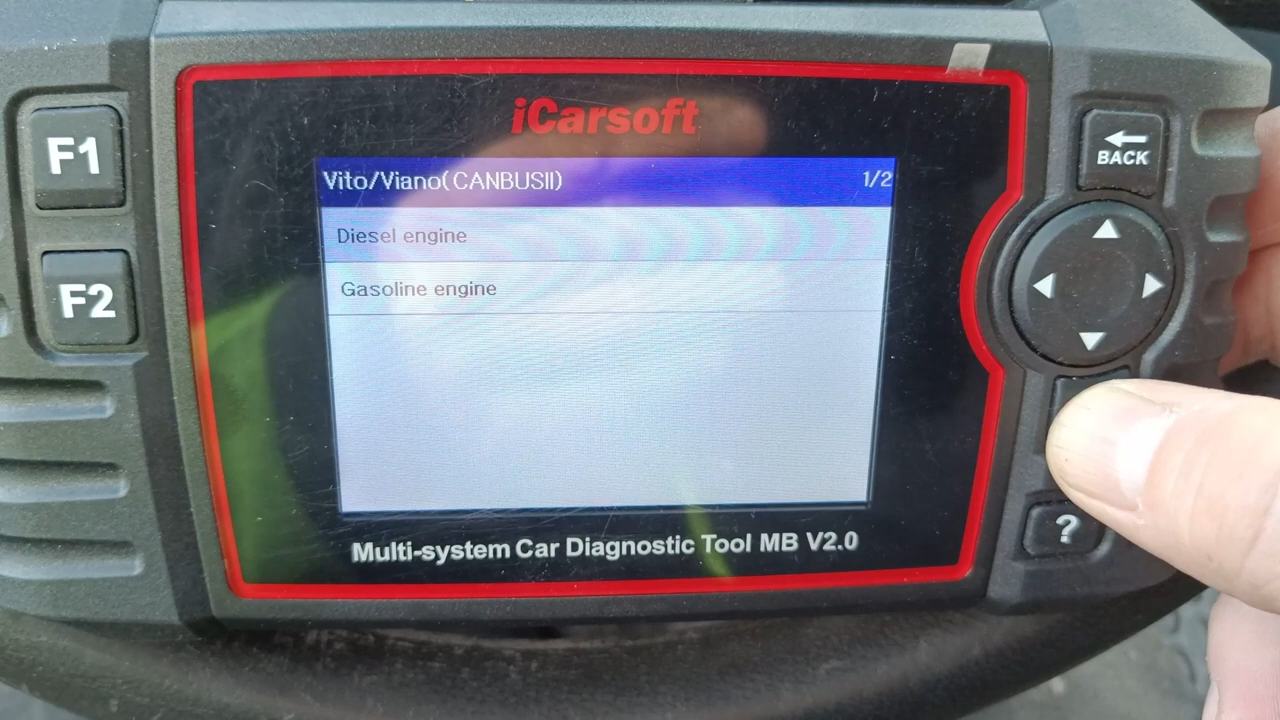 iCarsoft
F1
F2
BACK
Vito/Viano(CANBUSII) 1/2
Diesel engine
Gasoline engine
?
Multi-system Car Diagnostic Tool MB V2.0